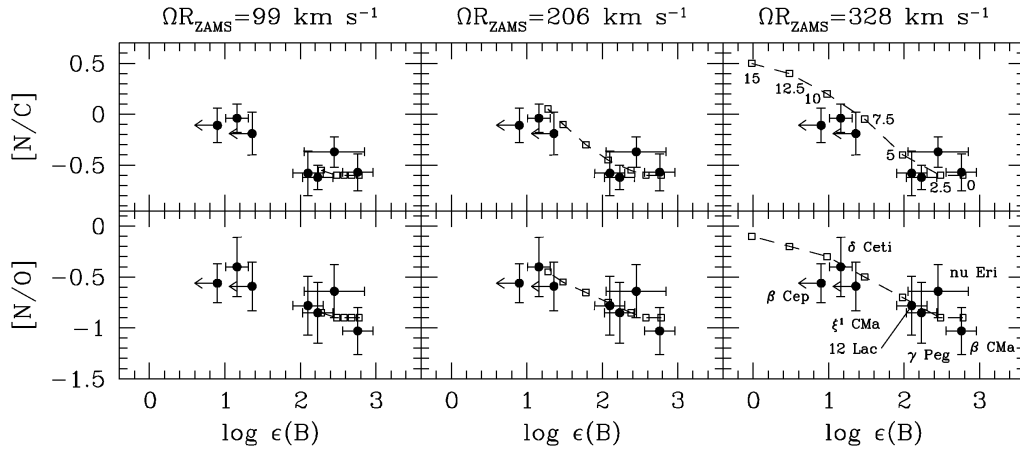 ΩR_ZAMS=99 km s⁻¹ ΩR_ZAMS=206 km s⁻¹ ΩR_ZAMS=328 km s⁻¹
[N/C]
0.5
0
−0.5
15
12.5
10
7.5
5
2.5
0
[N/O]
0
−0.5
−1
−1.5
δ Ceti
nu Eri
β Cep
ξ¹ CMa
12 Lac
γ Peg
β CMa
0 1 2 3 0 1 2 3 0 1 2 3
log ϵ(B) log ϵ(B) log ϵ(B)